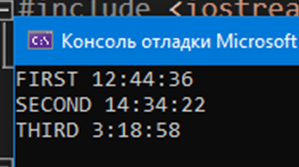 #include <iostrea
Консоль отладки Microsoft
FIRST 12:44:36
SECOND 14:34:22
THIRD 3:18:58